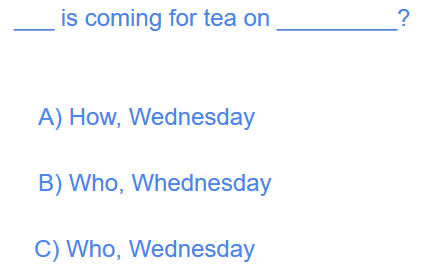 ___ is coming for tea on _________?
A) How, Wednesday
B) Who, Whednesday
C) Who, Wednesday